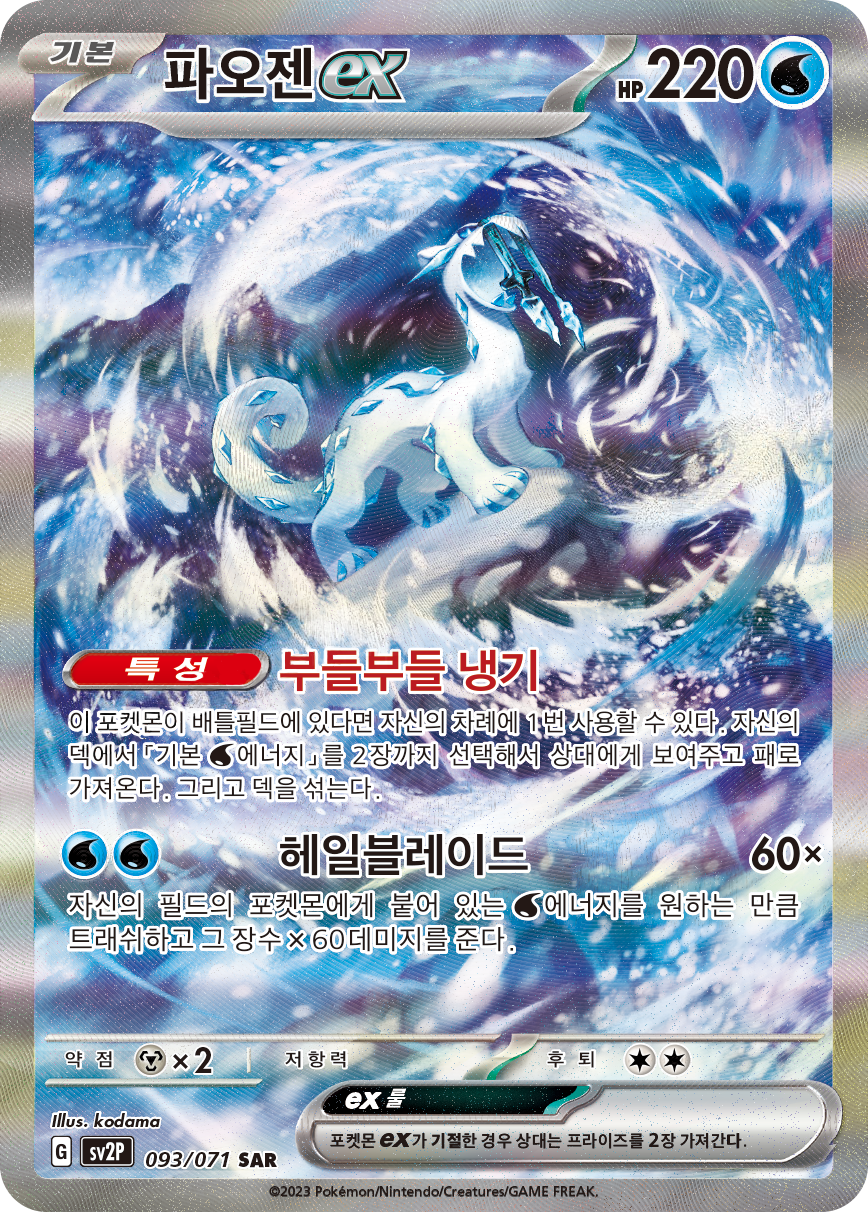 기본 파오젠 ex HP 220
특성 부들부들 냉기
이 포켓몬이 배틀필드에 있다면 자신의 차례에 1번 사용할 수 있다. 자신의
덱에서 「기본 에너지」를 2장까지 선택해서 상대에게 보여주고 패로
가져온다. 그리고 덱을 섞는다.
헤일블레이드 60×
자신의 필드의 포켓몬에게 붙어 있는 에너지를 원하는 만큼
트래쉬하고 그 장수×60데미지를 준다.
약점 ×2 저항력 후퇴
ex 룰
포켓몬 ex가 기절한 경우 상대는 프라이즈를 2장 가져간다.
Illus. kodama
G sv2P 093/071 SAR
©2023 Pokémon/Nintendo/Creatures/GAME FREAK.